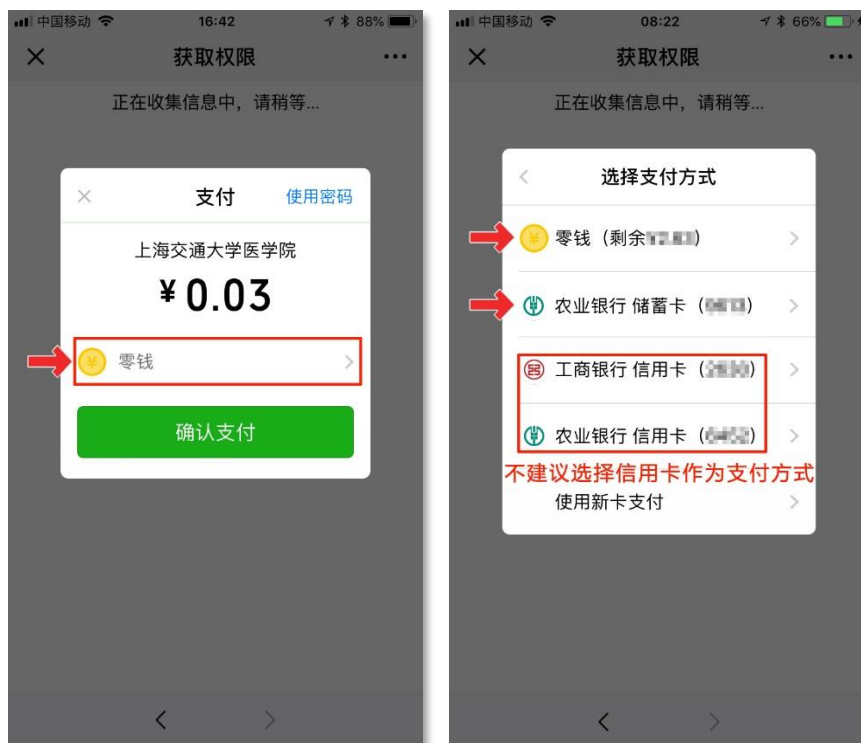 中国移动 16:42 88%
获取权限
正在收集信息中，请稍等...
支付 使用密码
上海交通大学医学院
¥ 0.03
零钱
确认支付
中国移动 08:22 66%
获取权限
正在收集信息中，请稍等...
选择支付方式
零钱（剩余）
农业银行 储蓄卡（）
工商银行 信用卡（）
农业银行 信用卡（）
不建议选择信用卡作为支付方式
使用新卡支付